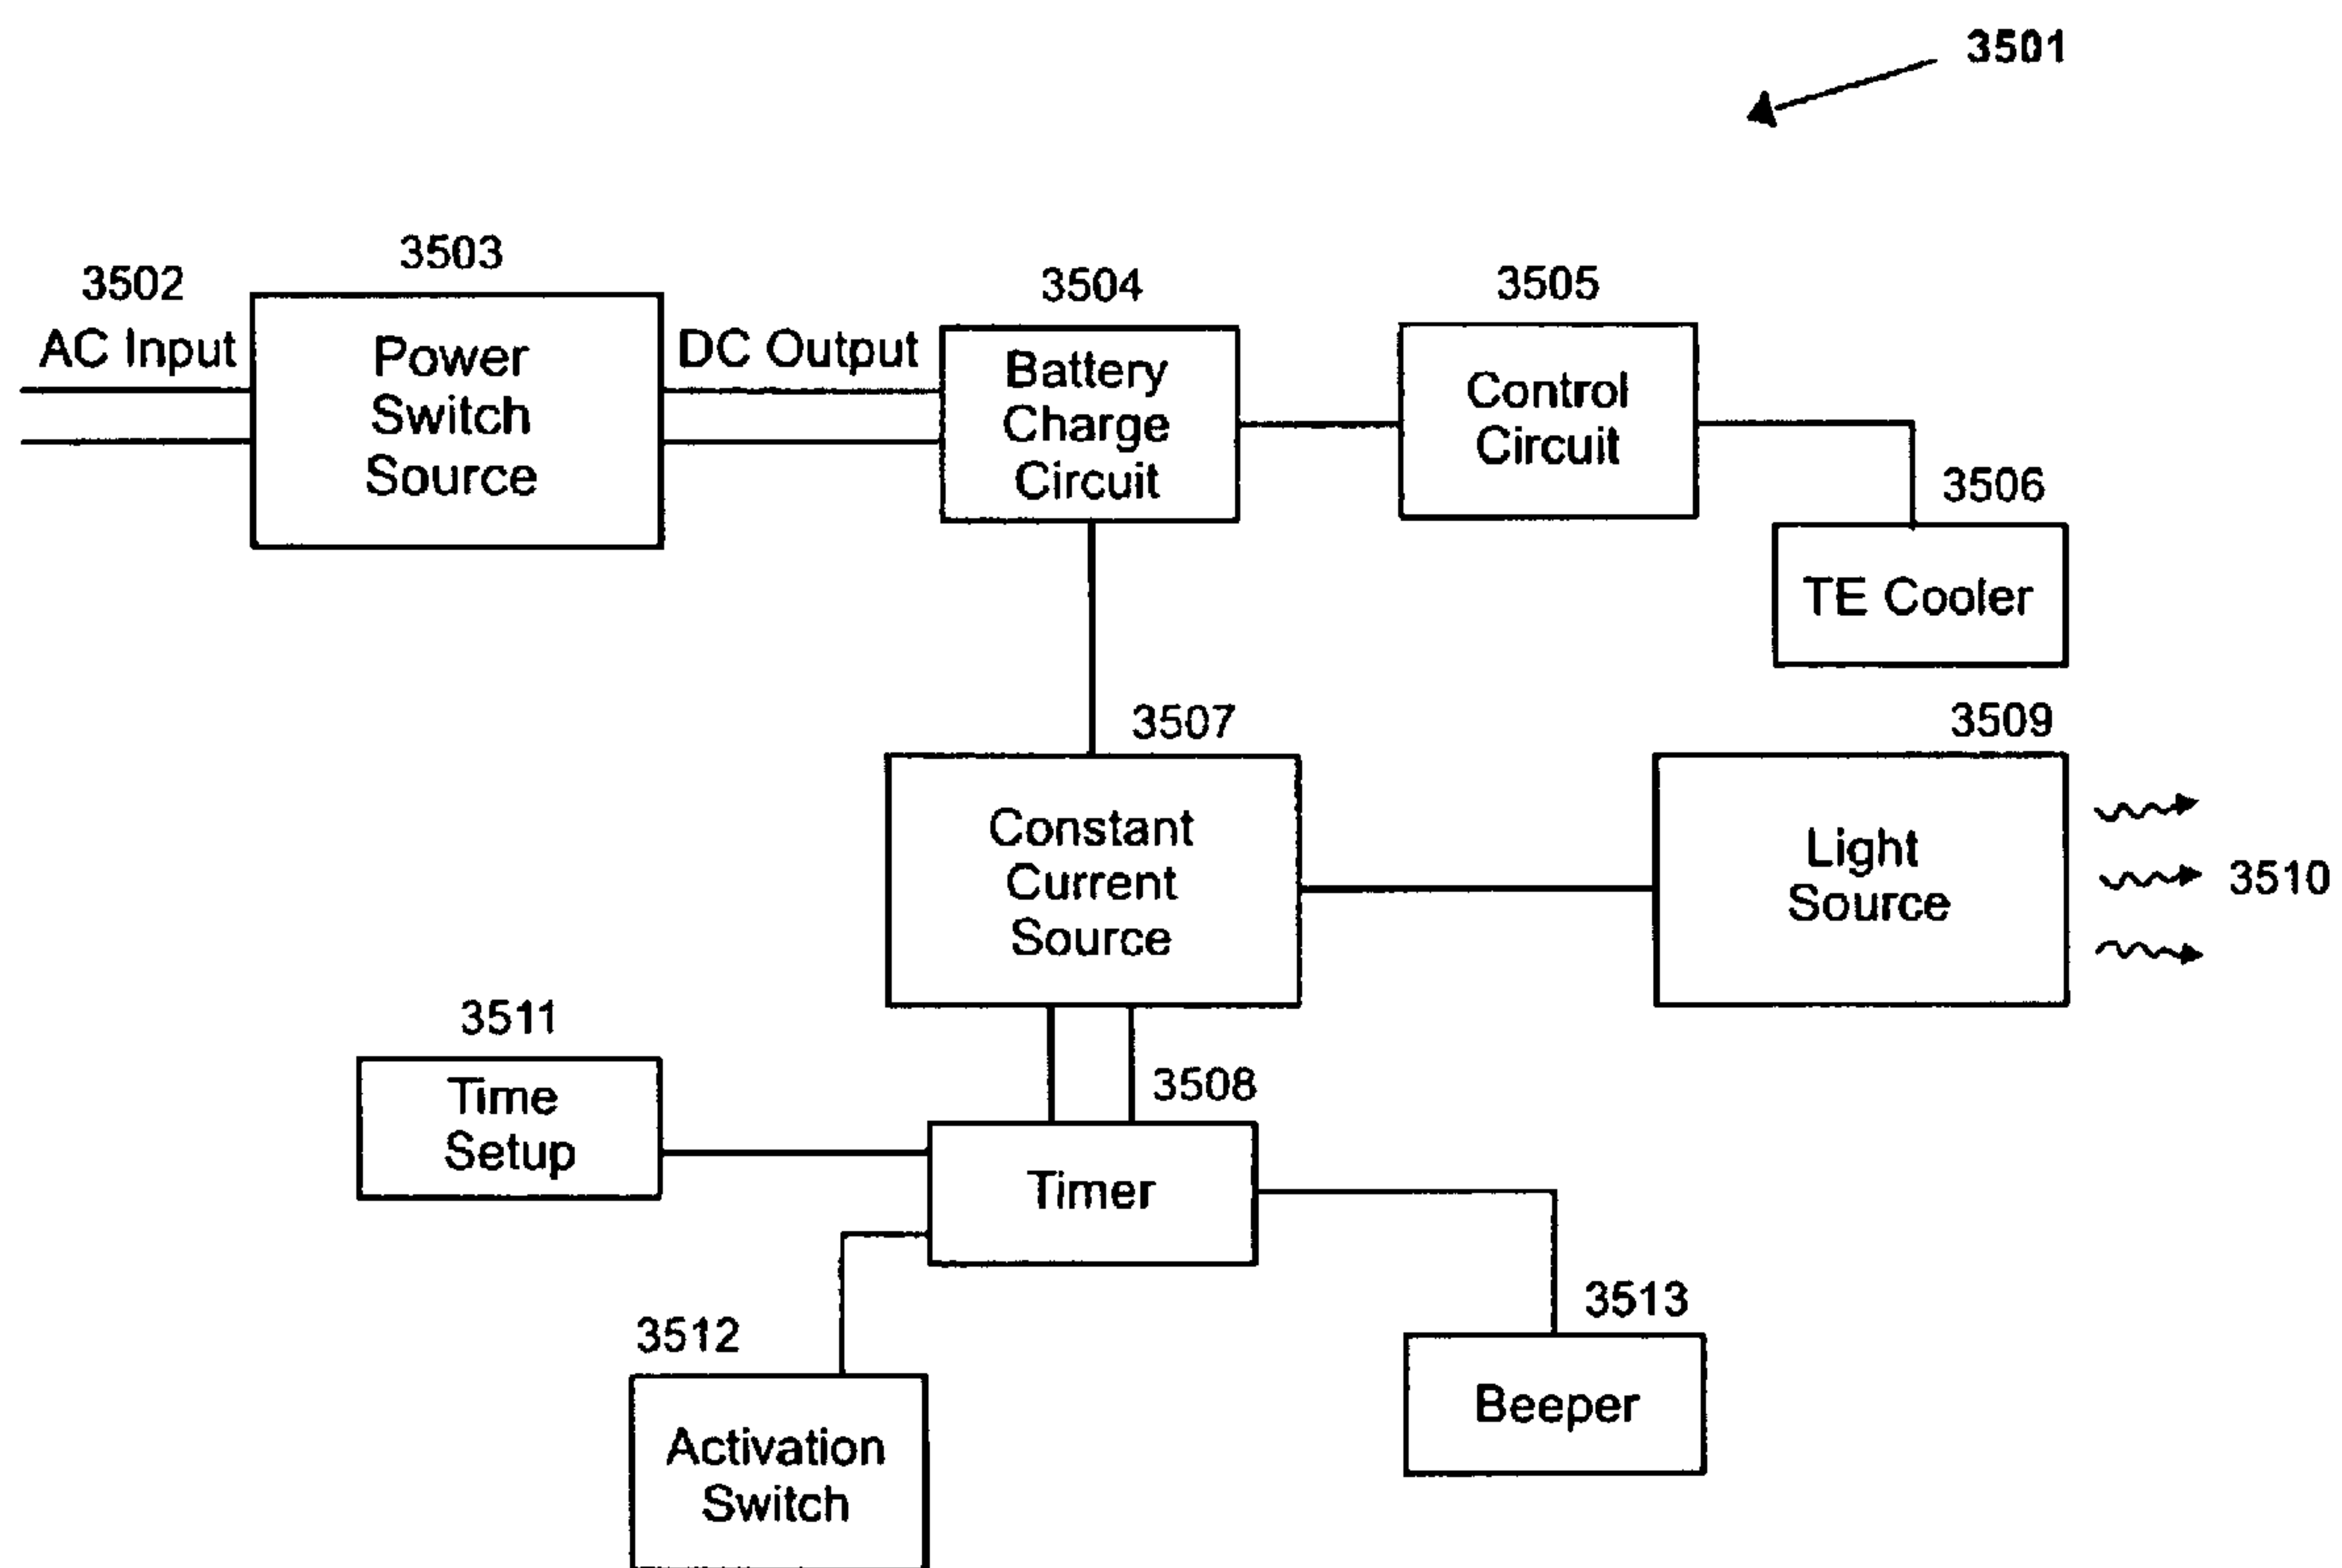 3501
3502
AC Input
3503
Power
Switch
Source
DC Output
3504
Battery
Charge
Circuit
3505
Control
Circuit
3506
TE Cooler
3507
Constant
Current
Source
3509
Light
Source
3510
3511
Time
Setup
3508
Timer
3512
Activation
Switch
3513
Beeper